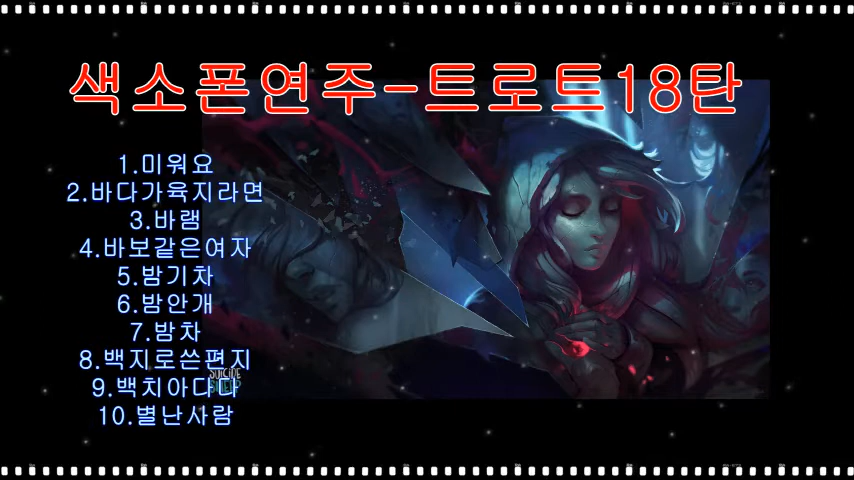 색소폰연주-트로트18탄
1.미워요
2.바다가육지라면
3.바램
4.바보같은여자
5.밤기차
6.밤안개
7.밤차
8.백지로쓴편지
9.백치아다다
10.별난사람
SUICIDE
SHEEP